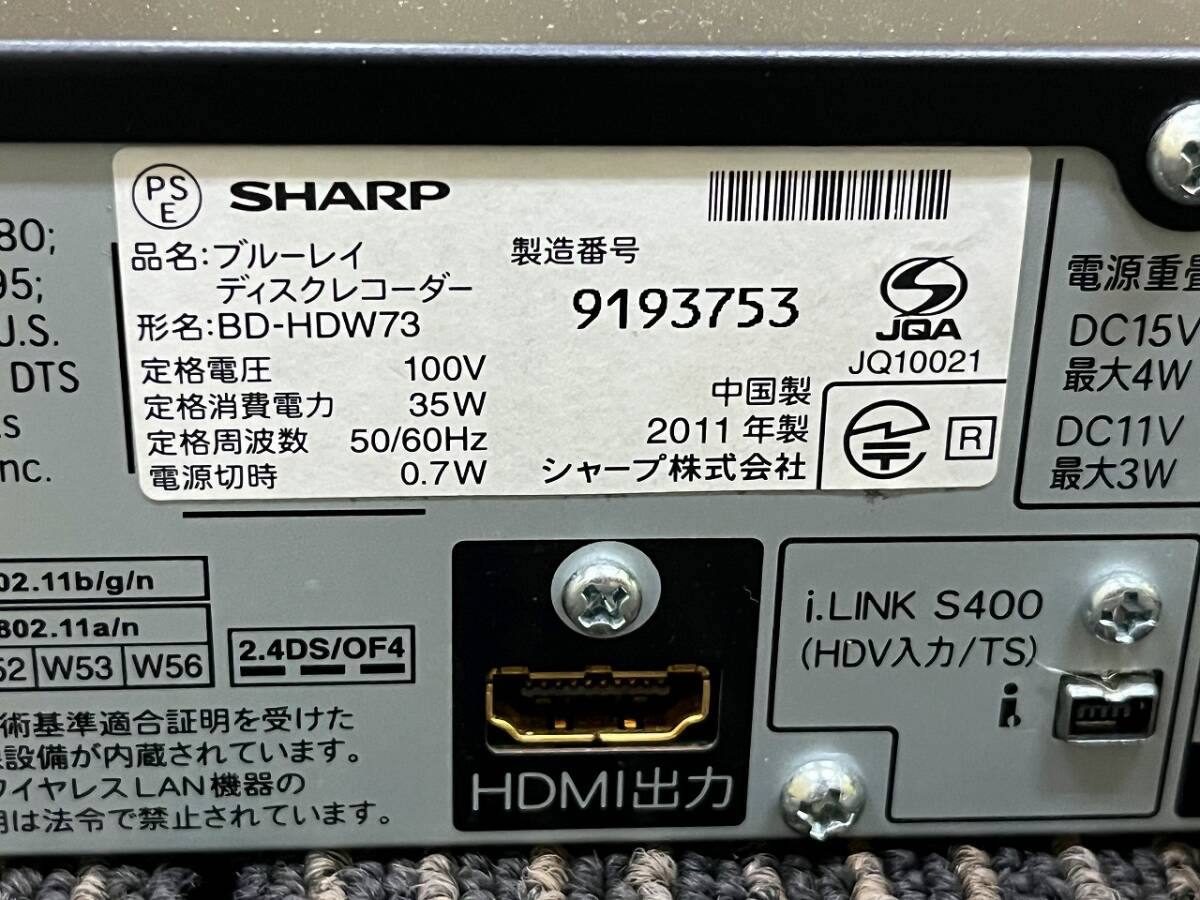 80;
95;
U.S.
DTS
Inc.
PS
E
SHARP
品名:ブルーレイ
ディスクレコーダー
形名:BD-HDW73
定格電圧 100V
定格消費電力 35W
定格周波数 50/60Hz
電源切時 0.7W
製造番号
9193753
中国製
2011 年製
シャープ株式会社
JQA
JQ10021
R
電源重畳
DC15V
最大4W
DC11V
最大3W
02.11b/g/n
802.11a/n
52 W53 W56
2.4DS/OF4
術基準適合証明を受けた
設備が内蔵されています。
ワイヤレスLAN機器の
用は法令で禁止されています。
HDMI出力
i.LINK S400
(HDV入力/TS)
i